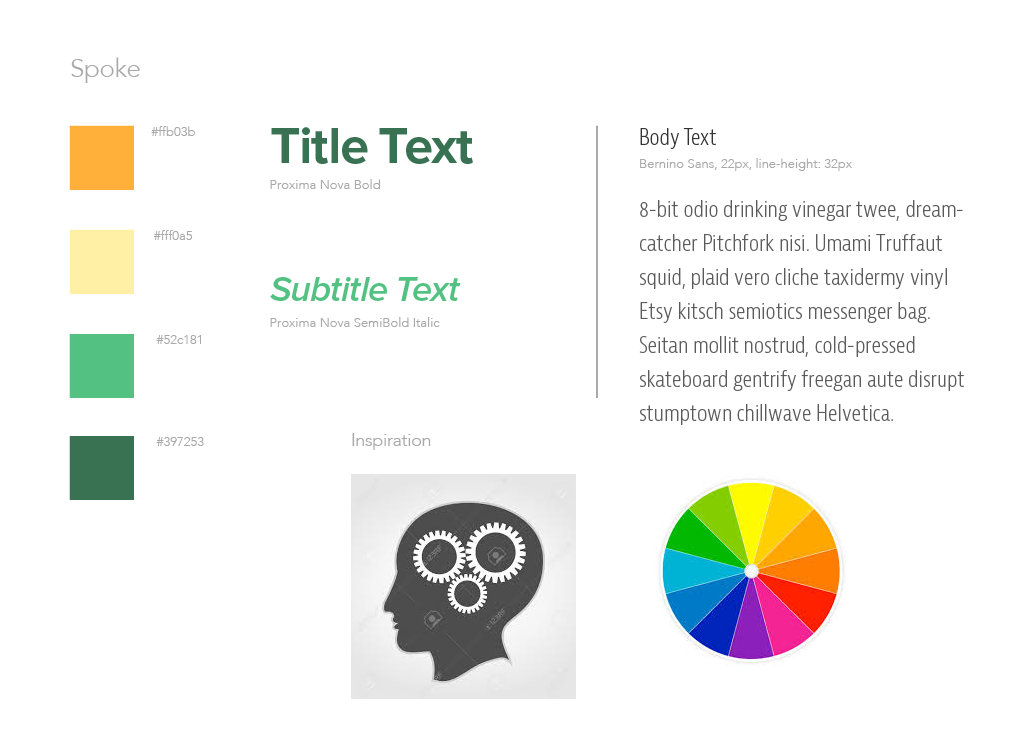 Spoke
#ffb03b
#fff0a5
#52c181
#397253
Title Text
Proxima Nova Bold
Subtitle Text
Proxima Nova SemiBold Italic
Body Text
Bernino Sans, 22px, line-height: 32px
8-bit odio drinking vinegar twee, dream-
catcher Pitchfork nisi. Umami Truffaut
squid, plaid vero cliche taxidermy vinyl
Etsy kitsch semiotics messenger bag.
Seitan mollit nostrud, cold-pressed
skateboard gentrify freegan aute disrupt
stumptown chillwave Helvetica.
Inspiration